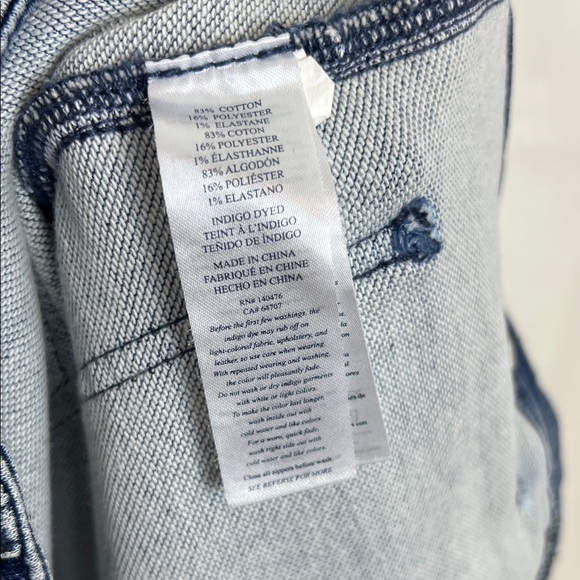 83% COTTON
16% POLYESTER
1% ELASTANE
83% COTON
16% POLYESTER
1% ÉLASTHANNE
83% ALGODÓN
16% POLIÉSTER
1% ELASTANO
INDIGO DYED
TEINT À L'INDIGO
TEÑIDO DE ÍNDIGO
MADE IN CHINA
FABRIQUÉ EN CHINE
HECHO EN CHINA
RN# 140476
CA# 64707
Before the first few washings, the
indigo dye may rub off on
light-colored fabric, upholstery, and
leather, so use care when wearing.
With repeated wearing and washing,
the color will pleasantly fade.
Do not wash or dry indigo garments
with white or light colors.
To make the color last longer,
wash inside out with
cold water and like colors.
For a worn, quick fade,
wash right side out with
cold water and like colors.
Close all zippers before wash.
SEE REVERSE FOR MORE